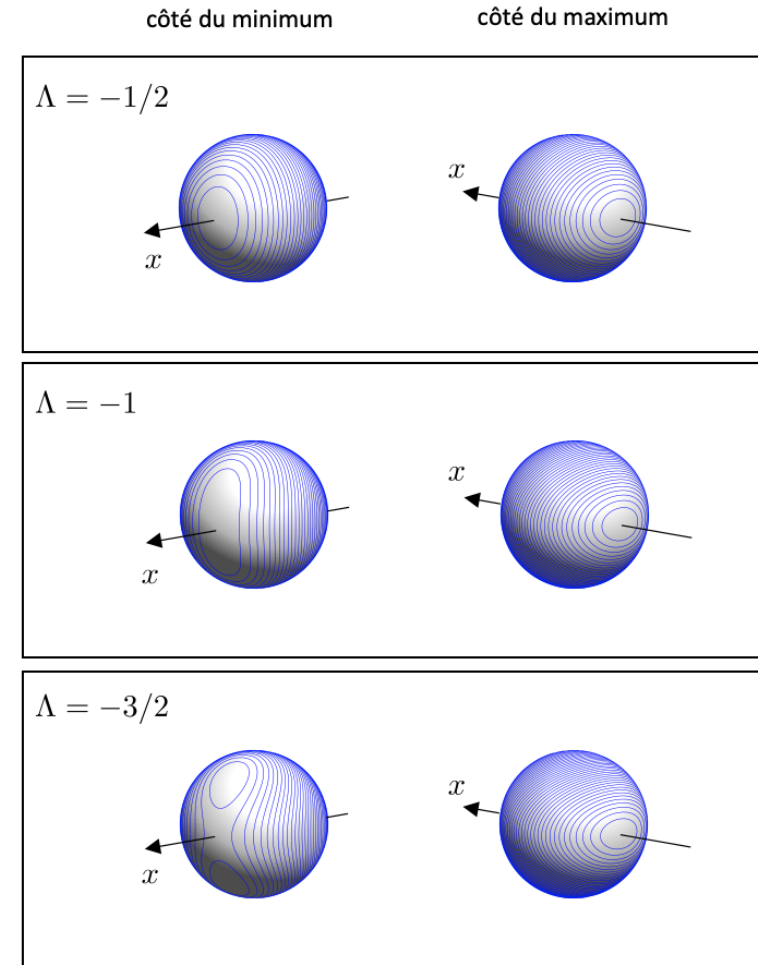 côté du minimum côté du maximum
Λ = −1/2
x
x
Λ = −1
x
x
Λ = −3/2
x
x